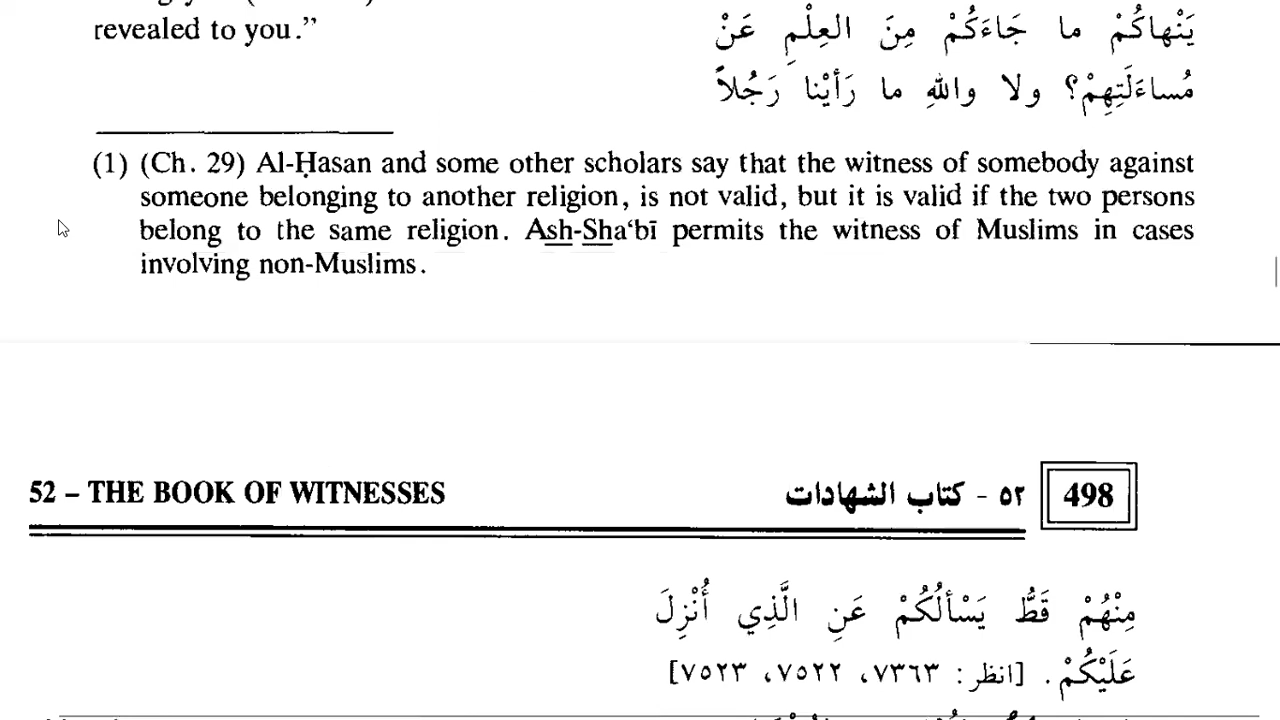 revealed to you.”
يَنْهاكُمْ ما جَاءَكُمْ مِنَ العِلْمِ عَنْ
مُساءَلَتِهِمْ؟ ولا واللهِ ما رَأيْنا رَجُلاً
(1) (Ch. 29) Al-Ḥasan and some other scholars say that the witness of somebody against
someone belonging to another religion, is not valid, but it is valid if the two persons
belong to the same religion. Ash-Sha‘bī permits the witness of Muslims in cases
involving non-Muslims.
52 – THE BOOK OF WITNESSES
٥٢ - كتاب الشهادات
498
مِنْهُمْ قَطُّ يَسْألُكُمْ عَنِ الَّذِي أُنْزِلَ
عَلَيْكُمْ. [انظر: ٧٣٦٣، ٧٥٢٢، ٧٥٢٣]